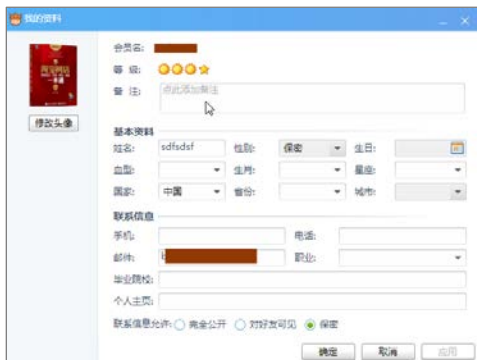 我的资料
会员名:
等 级:
备 注: 点此添加备注
修改头像
基本资料
姓名: sdfsdsf 性别: 保密 生日:
血型: 生肖: 星座:
国家: 中国 省份: 城市:
联系信息
手机: 电话:
邮件: 职业:
毕业院校:
个人主页:
联系信息允许: 完全公开 对好友可见 保密
确定 取消 应用